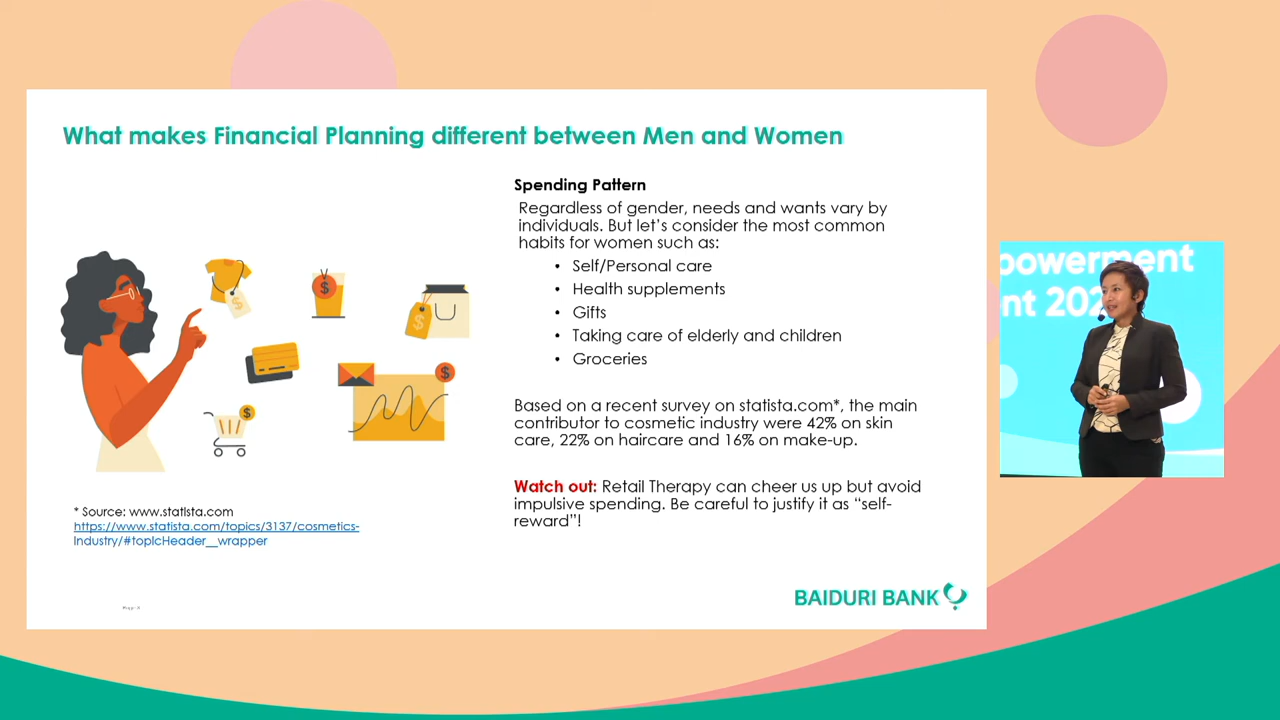 What makes Financial Planning different between Men and Women
Spending Pattern
Regardless of gender, needs and wants vary by
individuals. But let's consider the most common
habits for women such as:
• Self/Personal care
• Health supplements
• Gifts
• Taking care of elderly and children
• Groceries
Based on a recent survey on statista.com*, the main
contributor to cosmetic industry were 42% on skin
care, 22% on haircare and 16% on make-up.
Watch out: Retail Therapy can cheer us up but avoid
impulsive spending. Be careful to justify it as “self-
reward”!
* Source: www.statista.com
https://www.statista.com/topics/3137/cosmetics-
industry/#topicHeader__wrapper
BAIDURI BANK
powerment
nt 202